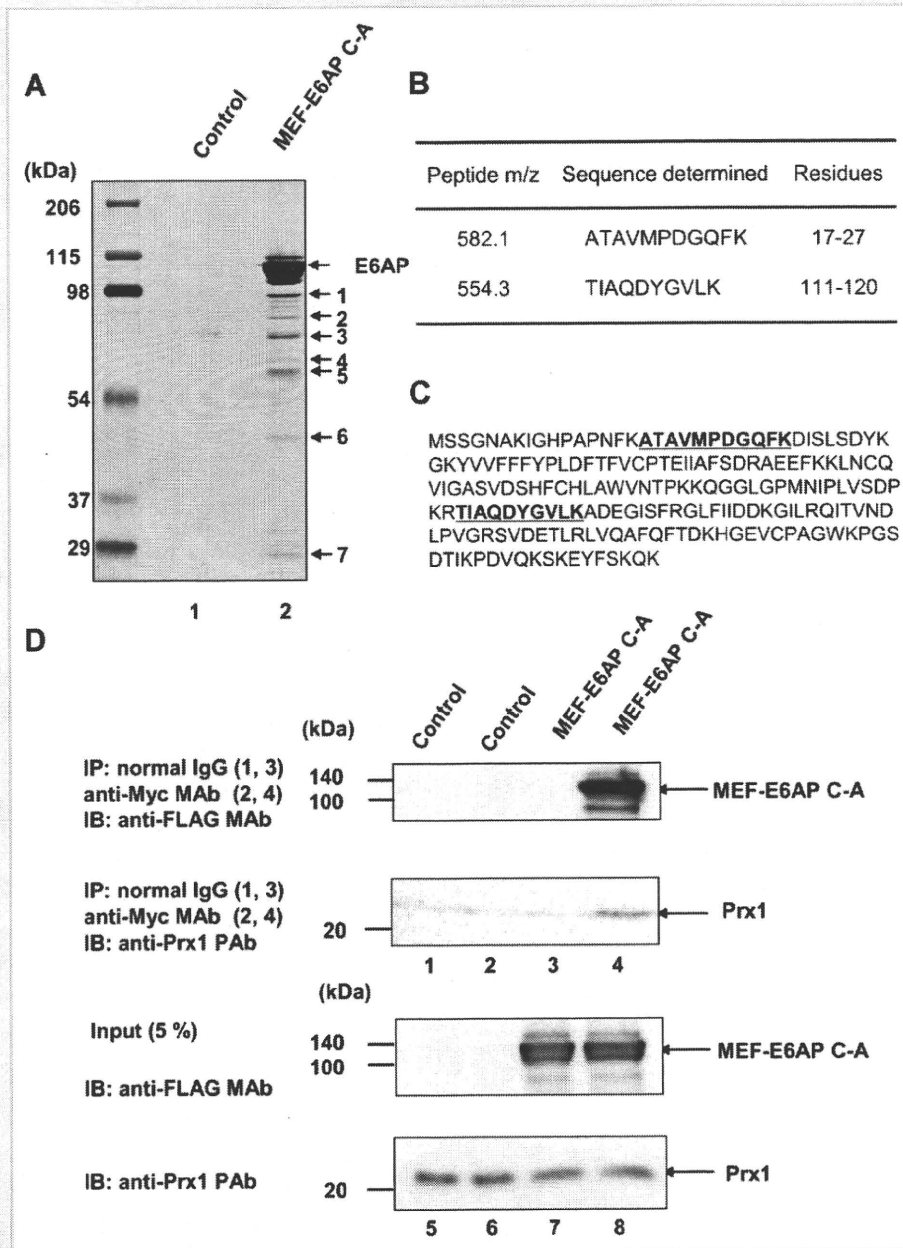 A
Control
MEF-E6AP C-A
(kDa)
206
115
98
54
37
29
E6AP
1
2
3
4
5
6
7
1 2
B
Peptide m/z Sequence determined Residues
582.1 ATAVMPDGQFK 17-27
554.3 TIAQDYGVLK 111-120
C
MSSGNAKIGHPAPNFKATAVMPDGQFKDISLSDYK
GKYVVFFFYPLDFTFVCPTEIIAFSDRAEEFKKLNCQ
VIGASVDSHFCHLAWVNTPKKQGGLGPMNIPLVSDP
KRTIAQDYGVLKADEGISFRGLFIIDDKGILRQITVND
LPVGRSVDETLRLVQAFQFTDKHGEVCPAGWKPGS
DTIKPDVQKSKEYFSKQK
D
Control
Control
MEF-E6AP C-A
MEF-E6AP C-A
(kDa)
IP: normal IgG (1, 3)
anti-Myc MAb (2, 4)
IB: anti-FLAG MAb
140
100
MEF-E6AP C-A
IP: normal IgG (1, 3)
anti-Myc MAb (2, 4)
IB: anti-Prx1 PAb
20
Prx1
1 2 3 4
(kDa)
Input (5 %)
IB: anti-FLAG MAb
140
100
MEF-E6AP C-A
IB: anti-Prx1 PAb
20
Prx1
5 6 7 8